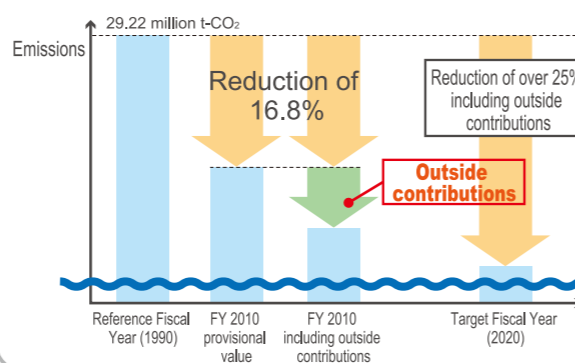 29.22 million t-CO₂
Emissions
Reduction of
16.8%
Reduction of over 25%
including outside
contributions
Outside
contributions
Reference Fiscal
Year (1990)
FY 2010
provisional
value
FY 2010
including outside
contributions
Target Fiscal Year
(2020)